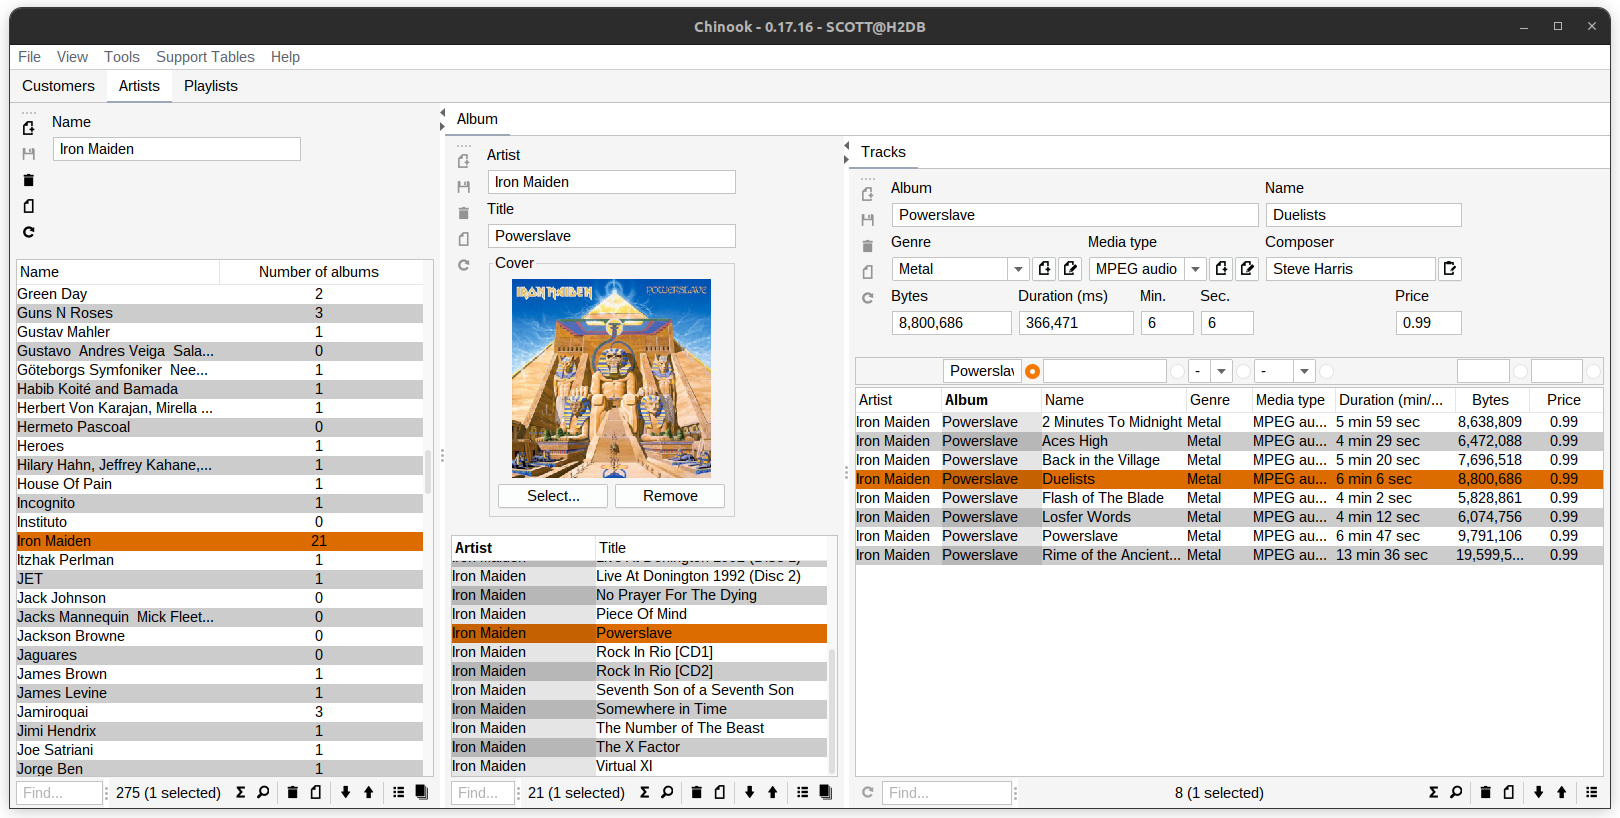 Chinook - 0.17.16 - SCOTT@H2DB
File View Tools Support Tables Help
Customers Artists Playlists
Name
Iron Maiden
Name Number of albums
Green Day 2
Guns N Roses 3
Gustav Mahler 1
Gustavo Andres Veiga Sala... 0
Göteborgs Symfoniker Nee... 1
Habib Koité and Bamada 1
Herbert Von Karajan, Mirella ... 1
Hermeto Pascoal 0
Heroes 1
Hilary Hahn, Jeffrey Kahane,... 1
House Of Pain 1
Incognito 1
Instituto 0
Iron Maiden 21
Itzhak Perlman 1
JET 1
Jack Johnson 0
Jacks Mannequin Mick Fleet... 0
Jackson Browne 0
Jaguares 0
James Brown 1
James Levine 1
Jamiroquai 3
Jimi Hendrix 1
Joe Satriani 1
Jorge Ben 1
Find... 275 (1 selected)
Album
Artist
Iron Maiden
Title
Powerslave
Cover
IRON MAIDEN POWERSLAVE
Select... Remove
Artist Title
Iron Maiden Live At Donington 1992 (Disc 1)
Iron Maiden Live At Donington 1992 (Disc 2)
Iron Maiden No Prayer For The Dying
Iron Maiden Piece Of Mind
Iron Maiden Powerslave
Iron Maiden Rock In Rio [CD1]
Iron Maiden Rock In Rio [CD2]
Iron Maiden Seventh Son of a Seventh Son
Iron Maiden Somewhere in Time
Iron Maiden The Number of The Beast
Iron Maiden The X Factor
Iron Maiden Virtual XI
Find... 21 (1 selected)
Tracks
Album Name
Powerslave Duelists
Genre Media type Composer
Metal MPEG audio Steve Harris
Bytes Duration (ms) Min. Sec. Price
8,800,686 366,471 6 6 0.99
Powerslav - -
Artist Album Name Genre Media type Duration (min/... Bytes Price
Iron Maiden Powerslave 2 Minutes To Midnight Metal MPEG au... 5 min 59 sec 8,638,809 0.99
Iron Maiden Powerslave Aces High Metal MPEG au... 4 min 29 sec 6,472,088 0.99
Iron Maiden Powerslave Back in the Village Metal MPEG au... 5 min 20 sec 7,696,518 0.99
Iron Maiden Powerslave Duelists Metal MPEG au... 6 min 6 sec 8,800,686 0.99
Iron Maiden Powerslave Flash of The Blade Metal MPEG au... 4 min 2 sec 5,828,861 0.99
Iron Maiden Powerslave Losfer Words Metal MPEG au... 4 min 12 sec 6,074,756 0.99
Iron Maiden Powerslave Powerslave Metal MPEG au... 6 min 47 sec 9,791,106 0.99
Iron Maiden Powerslave Rime of the Ancient... Metal MPEG au... 13 min 36 sec 19,599,5... 0.99
Find... 8 (1 selected)